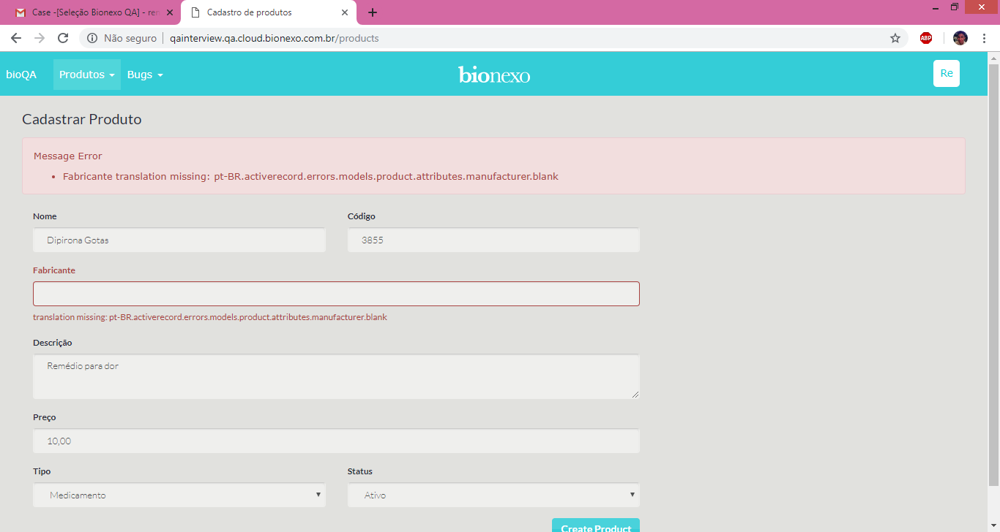 Case -[Seleção Bionexo QA] - ren
Cadastro de produtos
Não seguro
qainterview.qa.cloud.bionexo.com.br/products
ABP
bioQA
Produtos
Bugs
bionexo
Re
Cadastrar Produto
Message Error
Fabricante translation missing: pt-BR.activerecord.errors.models.product.attributes.manufacturer.blank
Nome
Código
Dipirona Gotas
3855
Fabricante
translation missing: pt-BR.activerecord.errors.models.product.attributes.manufacturer.blank
Descrição
Remédio para dor
Preço
10,00
Tipo
Status
Medicamento
Ativo
Create Product